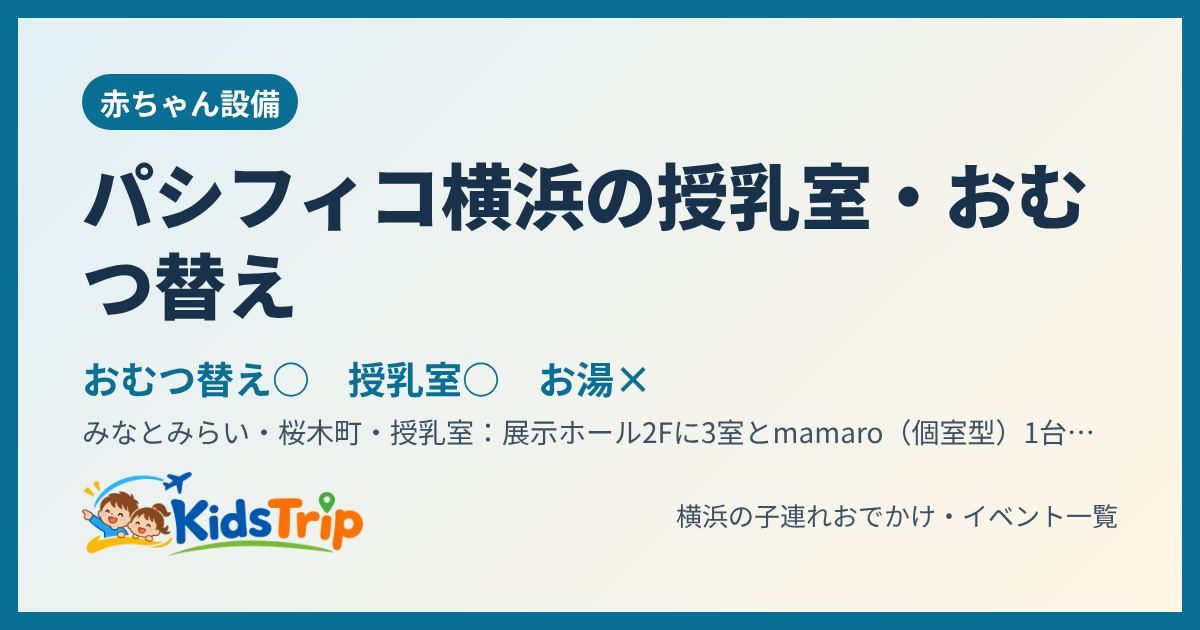 赤ちゃん設備
パシフィコ横浜の授乳室・おむ
つ替え
おむつ替え○　授乳室○　お湯×
みなとみらい・桜木町・授乳室：展示ホール2Fに3室とmamaro（個室型）1台…
KidsTrip
横浜の子連れおでかけ・イベント一覧